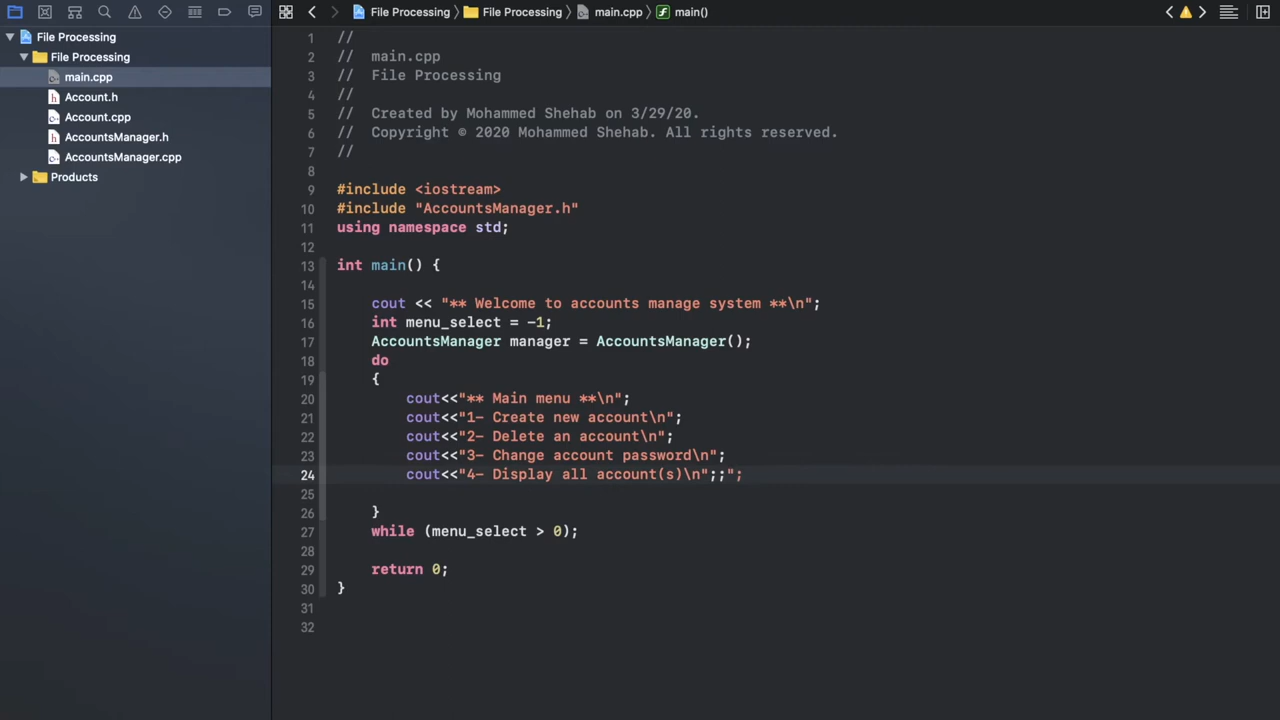 File Processing
File Processing
main.cpp
Account.h
Account.cpp
AccountsManager.h
AccountsManager.cpp
Products
File Processing
File Processing
main.cpp
main()
1 //
2 //  main.cpp
3 //  File Processing
4 //
5 //  Created by Mohammed Shehab on 3/29/20.
6 //  Copyright © 2020 Mohammed Shehab. All rights reserved.
7 //
8
9 #include <iostream>
10 #include "AccountsManager.h"
11 using namespace std;
12
13 int main() {
14
15     cout << "** Welcome to accounts manage system **\n";
16     int menu_select = -1;
17     AccountsManager manager = AccountsManager();
18     do
19     {
20         cout<<"** Main menu **\n";
21         cout<<"1- Create new account\n";
22         cout<<"2- Delete an account\n";
23         cout<<"3- Change account password\n";
24         cout<<"4- Display all account(s)\n";;";
25
26     }
27     while (menu_select > 0);
28
29     return 0;
30 }
31
32